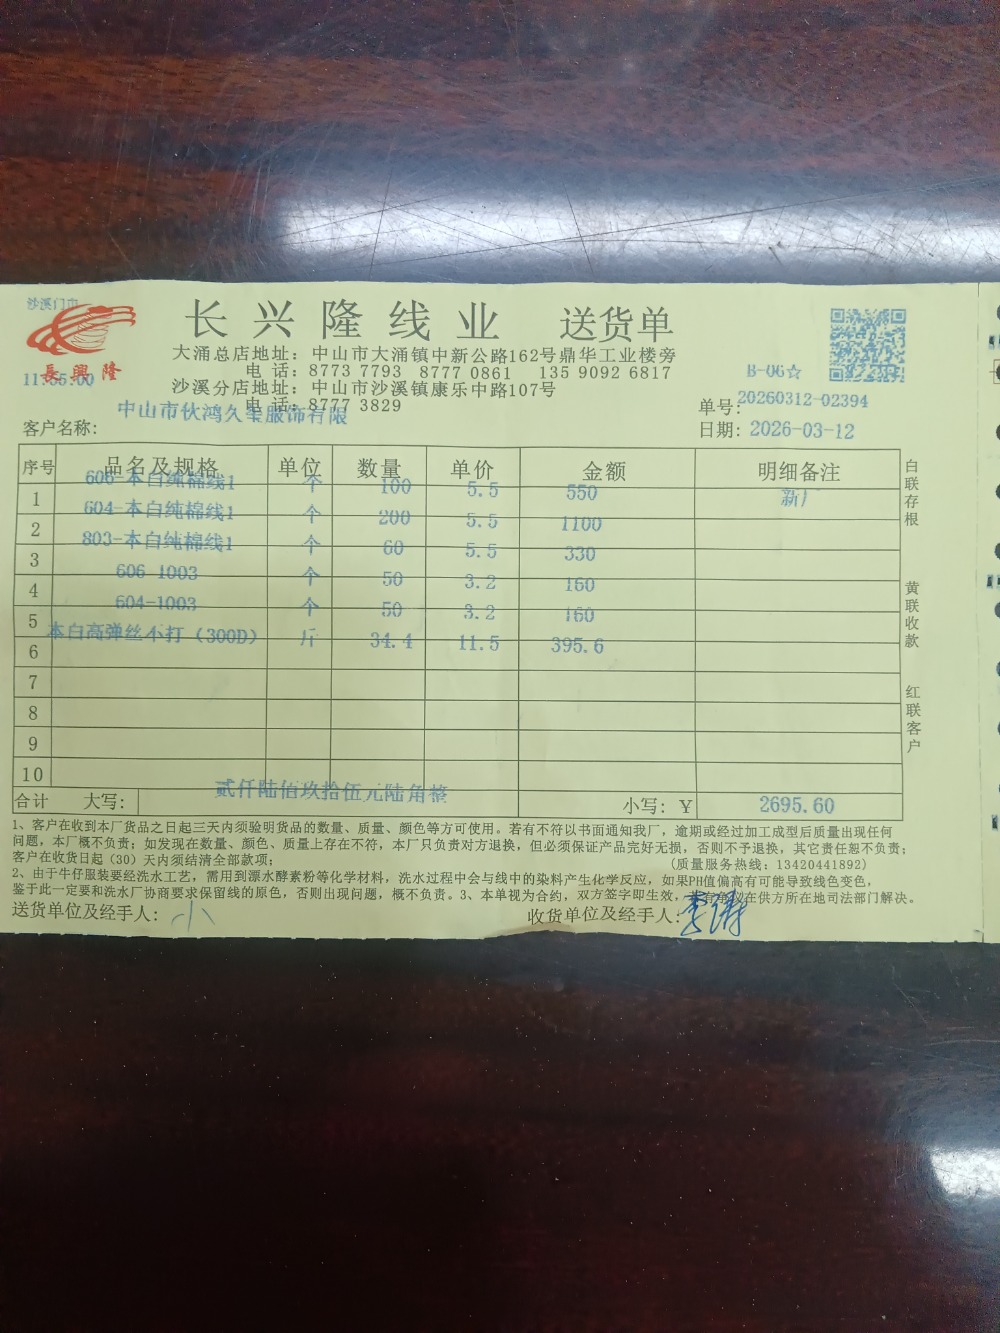 沙溪门市
長興隆
11:55:00
长兴隆线业 送货单
大涌总店地址：中山市大涌镇中新公路162号鼎华工业楼旁
电 话：8773 7793 8777 0861 135 9092 6817
沙溪分店地址：中山市沙溪镇康乐中路107号
电 话：8777 3829
B-06☆
单号：20260312-02394
日期：2026-03-12
客户名称：
中山市伙鸿久 服饰有限
序号 品名及规格 单位 数量 单价 金额 明细备注
1 606-本白纯棉线1 个 100 5.5 550 新厂
2 604-本白纯棉线1 个 200 5.5 1100
3 803-本白纯棉线1 个 60 5.5 330
4 606-1003 个 50 3.2 160
5 604-1003 个 50 3.2 160
6 本白高弹丝不打（300D） 斤 34.4 11.5 395.6
7
8
9
10
合计 大写：贰仟陆佰玖拾伍元陆角整 小写：¥ 2695.60
白联存根
黄联收款
红联客户
1、客户在收到本厂货品之日起三天内须验明货品的数量、质量、颜色等方可使用。若有不符以书面通知我厂，逾期或经过加工成型后质量出现任何
问题，本厂概不负责；如发现在数量、颜色、质量上存在不符，本厂只负责对方退换，但必须保证产品完好无损，否则不予退换，其它责任恕不负责；
客户在收货日起（30）天内须结清全部款项； （质量服务热线：13420441892）
2、由于牛仔服装要经洗水工艺，需用到漂水酵素粉等化学材料，洗水过程中会与线中的染料产生化学反应，如果PH值偏高有可能导致线色变色，
鉴于此一定要和洗水厂协商要求保留线的原色，否则出现问题，概不负责。3、本单视为合约，双方签字即生效，若有争议在供方所在地司法部门解决。
送货单位及经手人：小 收货单位及经手人：李